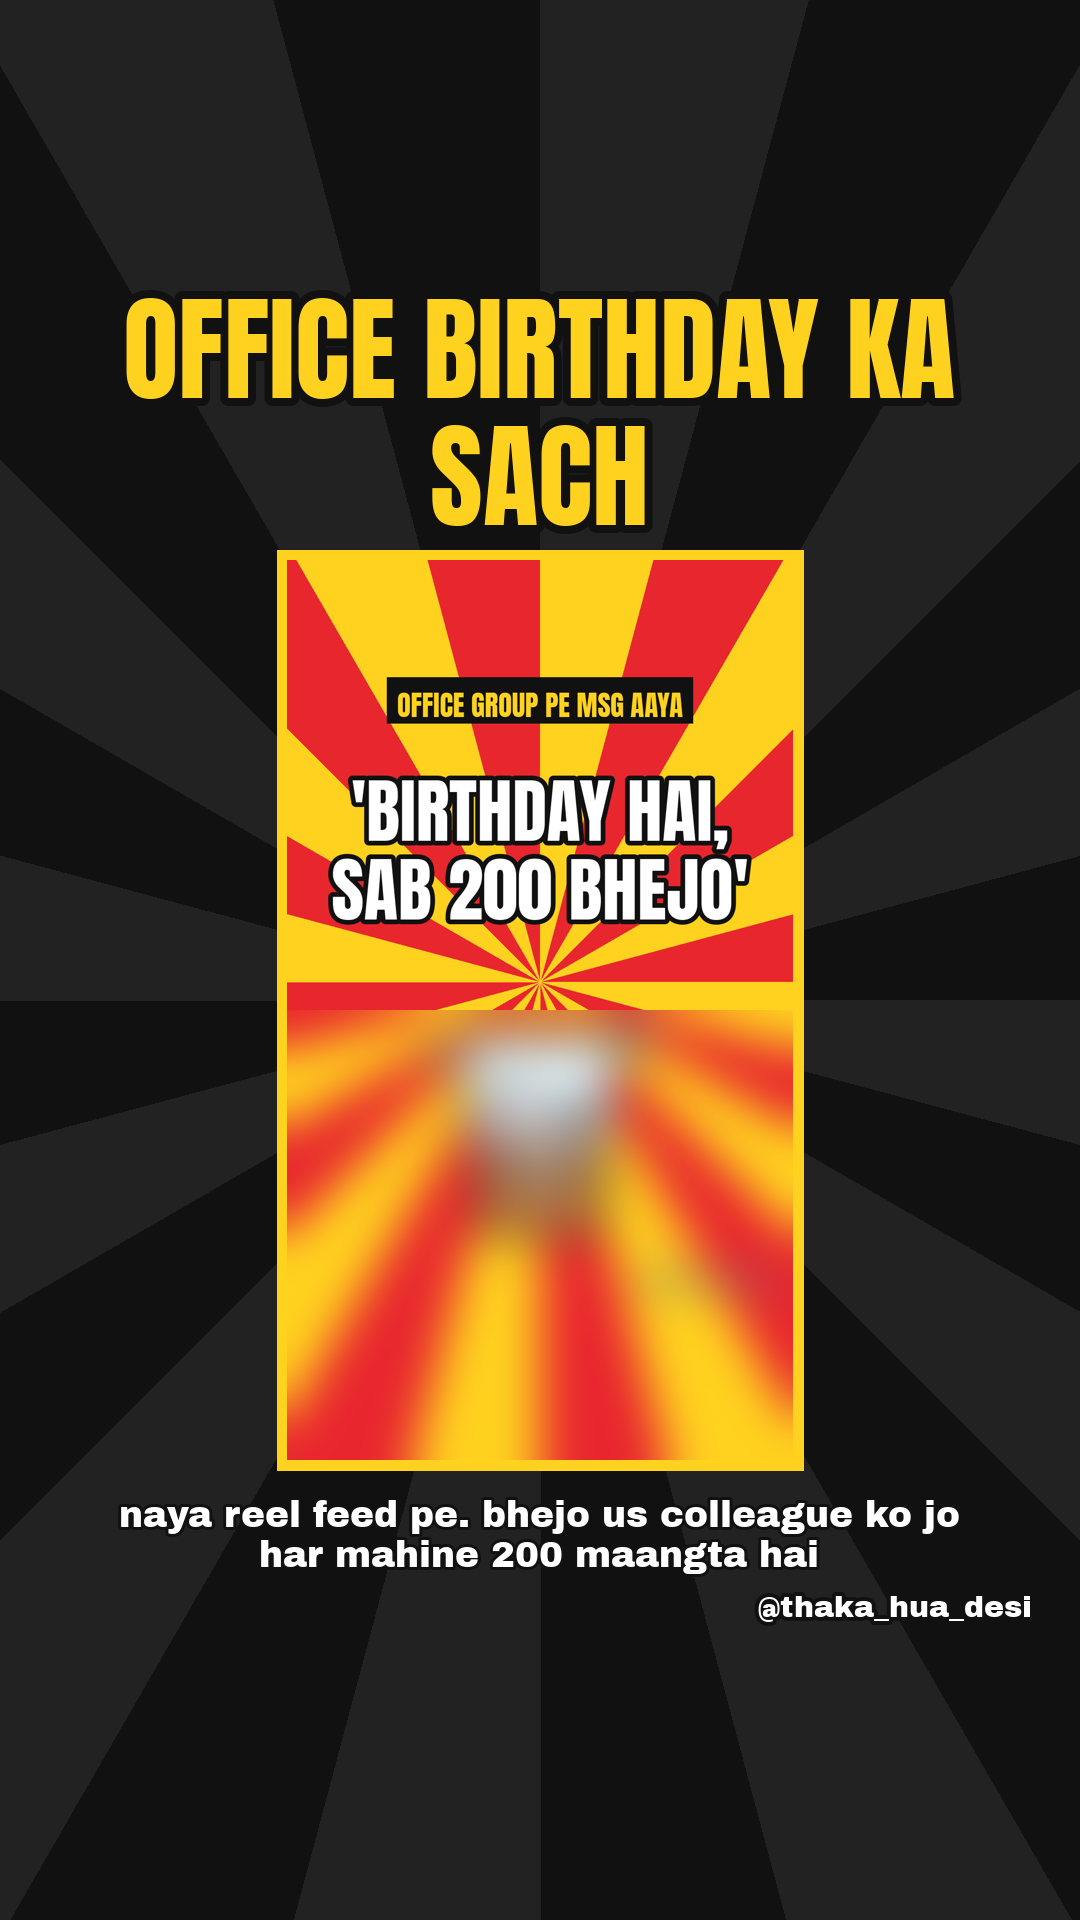 OFFICE BIRTHDAY KA
SACH
OFFICE GROUP PE MSG AAYA
'BIRTHDAY HAI,
SAB 200 BHEJO'
naya reel feed pe. bhejo us colleague ko jo
har mahine 200 maangta hai
@thaka_hua_desi